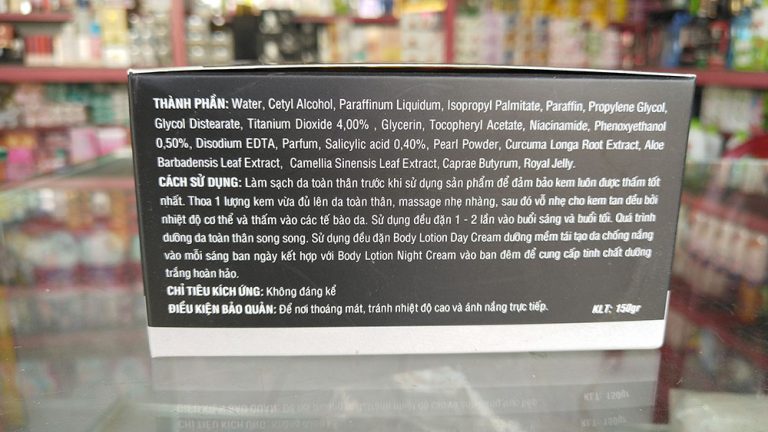 THÀNH PHẦN: Water, Cetyl Alcohol, Paraffinum Liquidum, Isopropyl Palmitate, Paraffin, Propylene Glycol,
Glycol Distearate, Titanium Dioxide 4,00% , Glycerin, Tocopheryl Acetate, Niacinamide, Phenoxyethanol
0,50%, Disodium EDTA, Parfum, Salicylic acid 0,40%, Pearl Powder, Curcuma Longa Root Extract, Aloe
Barbadensis Leaf Extract, Camellia Sinensis Leaf Extract, Caprae Butyrum, Royal Jelly.
CÁCH SỬ DỤNG: Làm sạch da toàn thân trước khi sử dụng sản phẩm để đảm bảo kem luôn được thấm tốt
nhất. Thoa 1 lượng kem vừa đủ lên da toàn thân, massage nhẹ nhàng, sau đó vỗ nhẹ cho kem tan đều bởi
nhiệt độ cơ thể và thấm vào các tế bào da. Sử dụng đều đặn 1 - 2 lần vào buổi sáng và buổi tối. Quá trình
dưỡng da toàn thân song song. Sử dụng đều đặn Body Lotion Day Cream dưỡng mềm tái tạo da chống nắng
vào mỗi sáng ban ngày kết hợp với Body Lotion Night Cream vào ban đêm để cung cấp tinh chất dưỡng
trắng hoàn hảo.
CHỈ TIÊU KÍCH ỨNG: Không đáng kể
ĐIỀU KIỆN BẢO QUẢN: Để nơi thoáng mát, tránh nhiệt độ cao và ánh nắng trực tiếp. KLT: 150gr